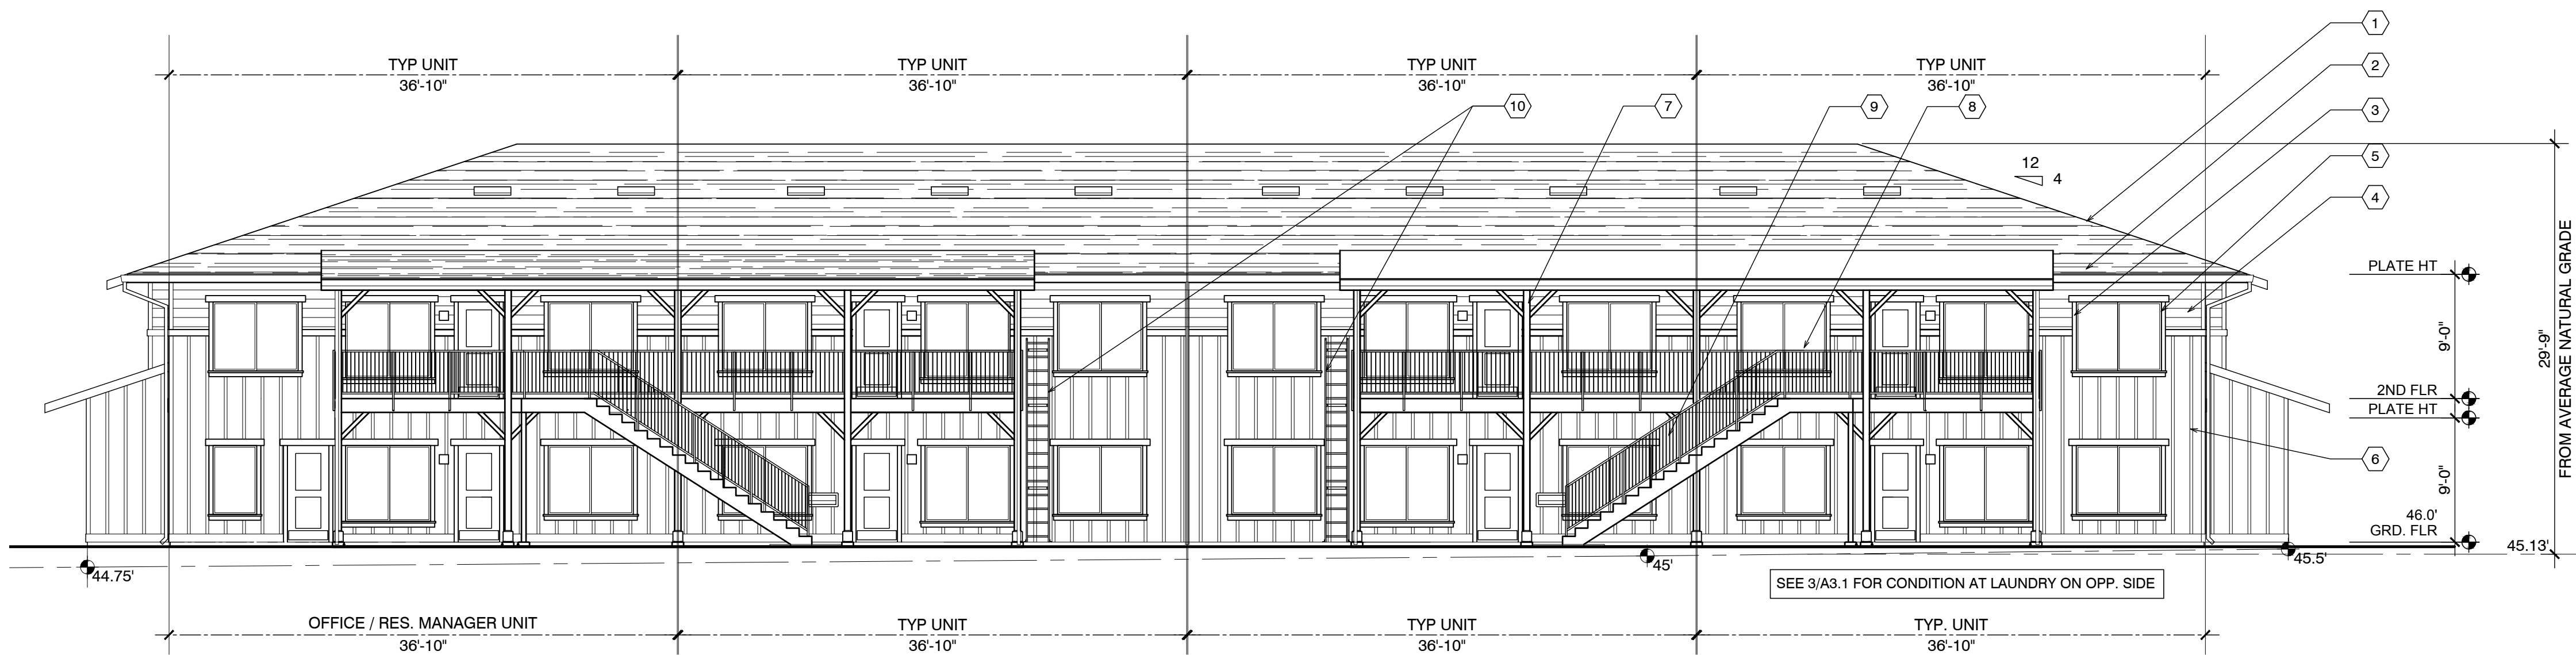 1
TYP UNIT
TYP UNIT
TYP UNIT
TYP UNIT
2
36'-10"
36'-10"
36'-10"
36'-10"
10
7
9
8
3
5
12
4
4
PLATE HT
2ND FLR
PLATE HT
9'-0"
9'-0"
29'-9"
FROM AVERAGE NATURAL GRADE
6
46.0'
GRD. FLR
45.13'
44.75'
45'
45.5'
SEE 3/A3.1 FOR CONDITION AT LAUNDRY ON OPP. SIDE
OFFICE / RES. MANAGER UNIT
TYP UNIT
TYP UNIT
TYP. UNIT
36'-10"
36'-10"
36'-10"
36'-10"